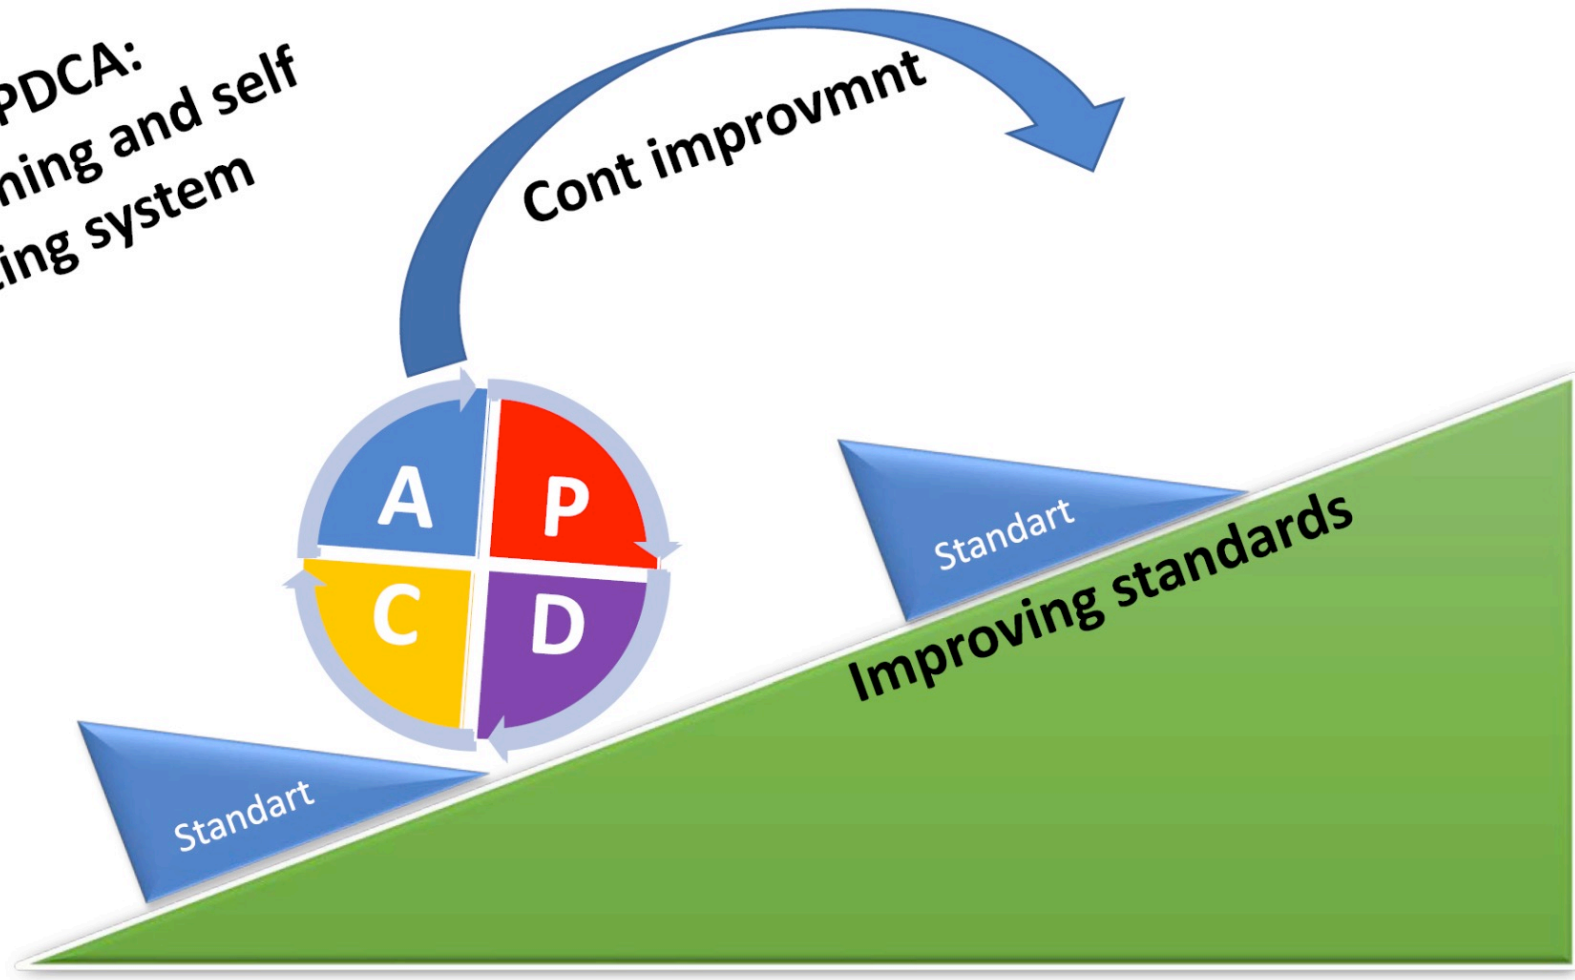 PDCA:
and self
system
Cont improvmnt
A
P
C
D
Standart
Improving standards
Standart